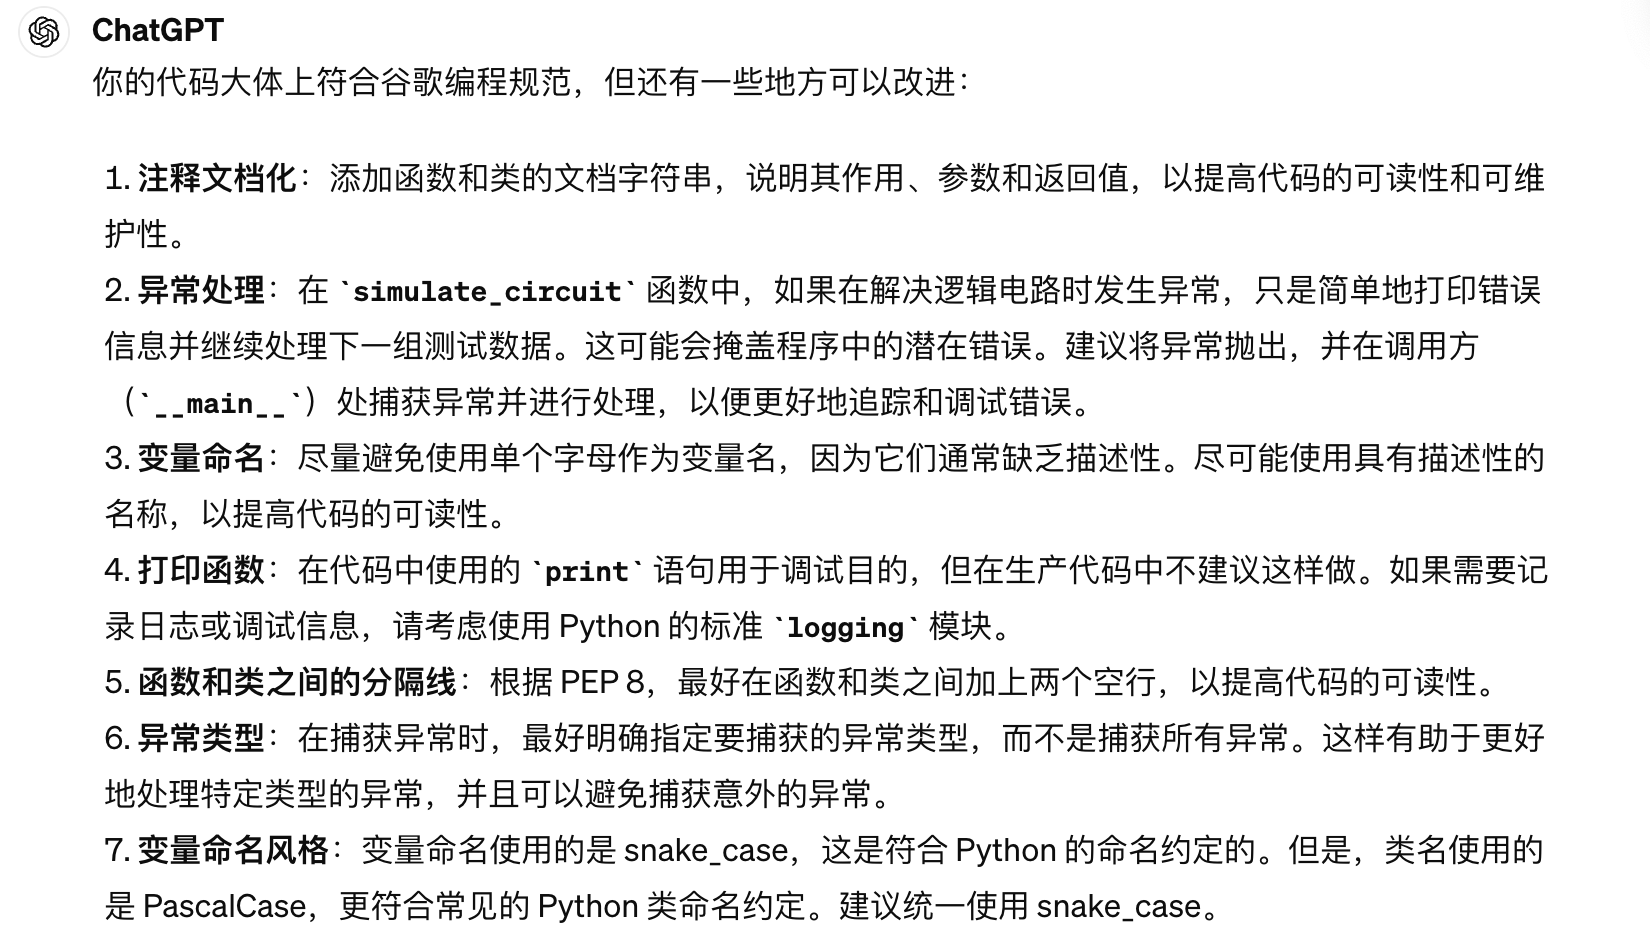 ChatGPT
你的代码大体上符合谷歌编程规范，但还有一些地方可以改进：
1. 注释文档化：添加函数和类的文档字符串，说明其作用、参数和返回值，以提高代码的可读性和可维
护性。
2. 异常处理：在 `simulate_circuit` 函数中，如果在解决逻辑电路时发生异常，只是简单地打印错误
信息并继续处理下一组测试数据。这可能会掩盖程序中的潜在错误。建议将异常抛出，并在调用方
（`__main__`）处捕获异常并进行处理，以便更好地追踪和调试错误。
3. 变量命名：尽量避免使用单个字母作为变量名，因为它们通常缺乏描述性。尽可能使用具有描述性的
名称，以提高代码的可读性。
4. 打印函数：在代码中使用的 `print` 语句用于调试目的，但在生产代码中不建议这样做。如果需要记
录日志或调试信息，请考虑使用 Python 的标准 `logging` 模块。
5. 函数和类之间的分隔线：根据 PEP 8，最好在函数和类之间加上两个空行，以提高代码的可读性。
6. 异常类型：在捕获异常时，最好明确指定要捕获的异常类型，而不是捕获所有异常。这样有助于更好
地处理特定类型的异常，并且可以避免捕获意外的异常。
7. 变量命名风格：变量命名使用的是 snake_case，这是符合 Python 的命名约定的。但是，类名使用的
是 PascalCase，更符合常见的 Python 类命名约定。建议统一使用 snake_case。